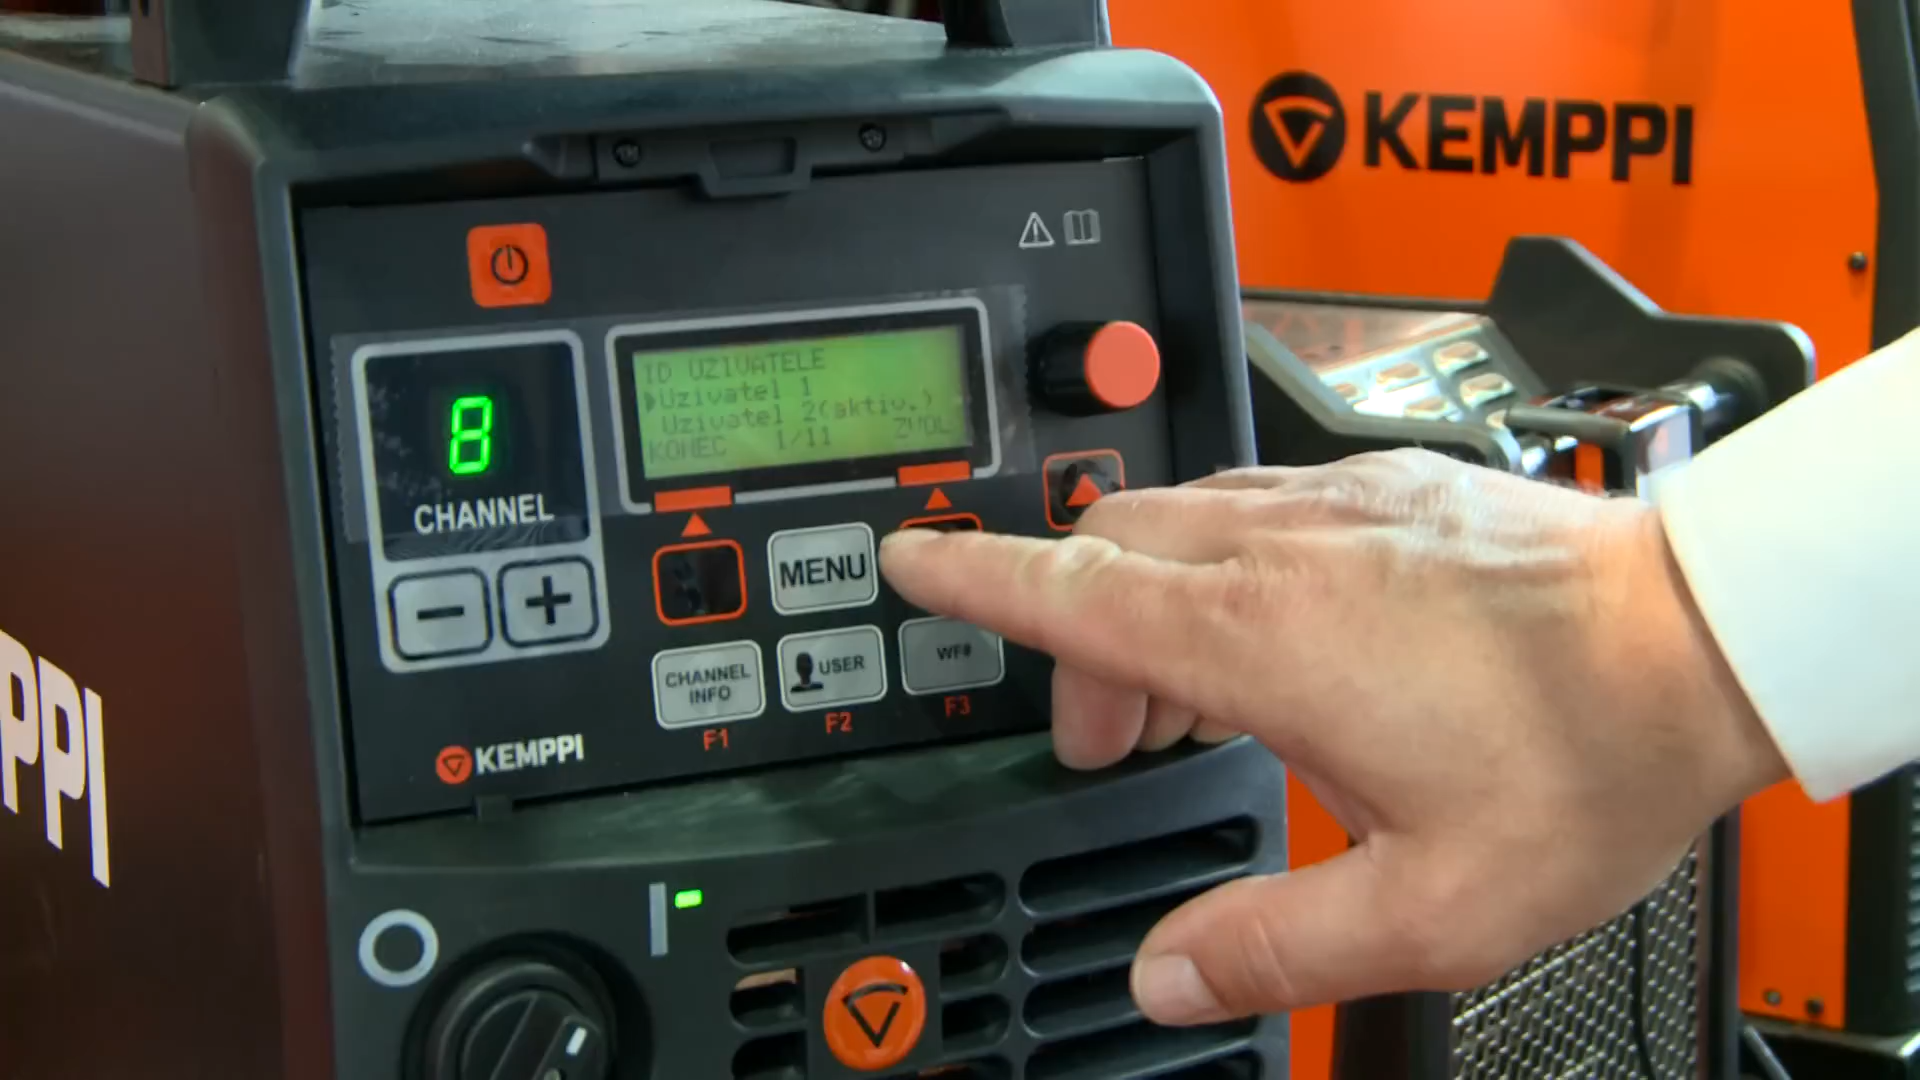 KEMPPI
ID UZIVATELE
Uzivatel 1
Uzivatel 2(aktiv.)
KONEC 1/11 ZVOL
8
CHANNEL
MENU
CHANNEL
INFO
USER
WF#
F1
F2
F3
KEMPPI
PPI